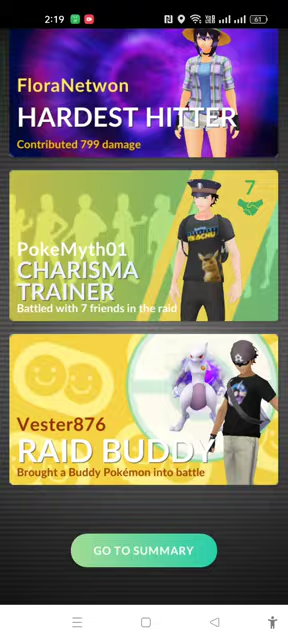 2:19
61
FloraNetwon
HARDEST HITTER
Contributed 799 damage
7
PokeMyth01
CHARISMA
TRAINER
Battled with 7 friends in the raid
Vester876
RAID BUDDY
Brought a Buddy Pokémon into battle
GO TO SUMMARY